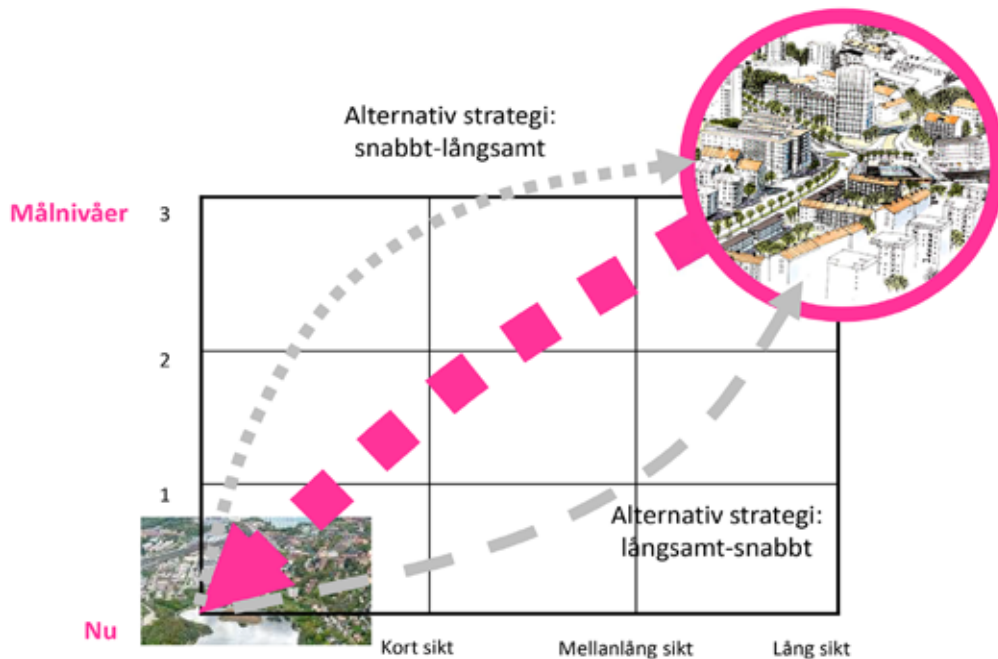 Alternativ strategi:
snabbt-långsamt
Målnivåer
3
2
1
Alternativ strategi:
långsamt-snabbt
Nu
Kort sikt
Mellanlång sikt
Lång sikt